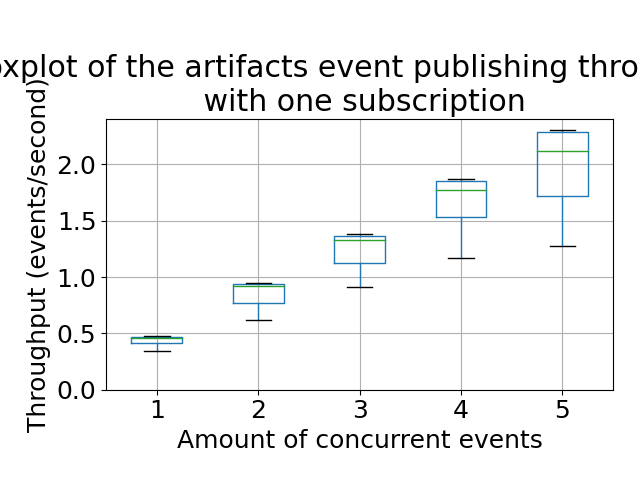 oxplot of the artifacts event publishing thro
with one subscription
Throughput (events/second)
2.0
1.5
1.0
0.5
0.0
1 2 3 4 5
Amount of concurrent events